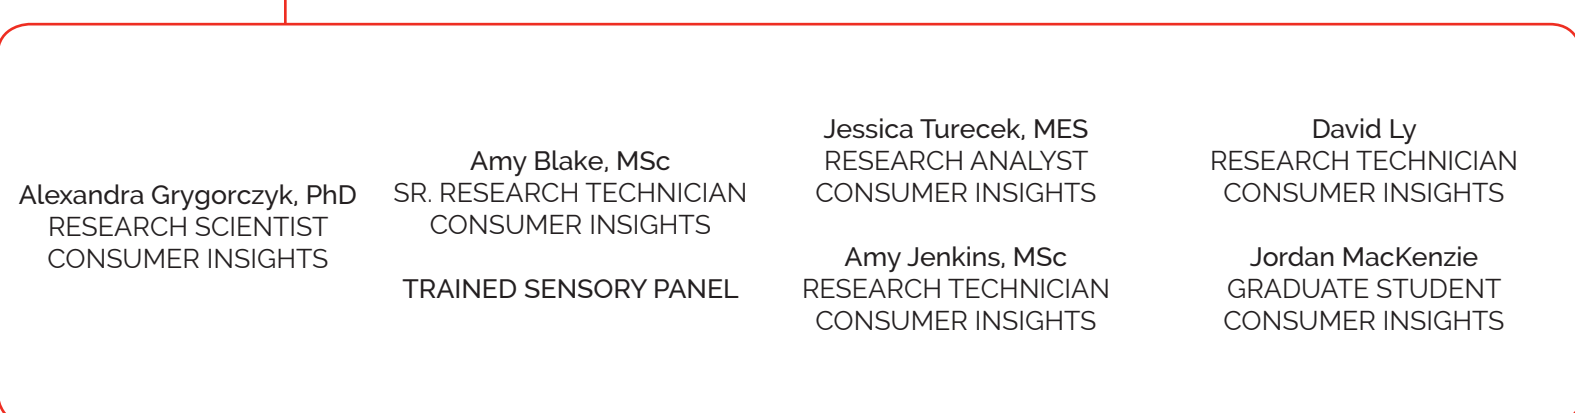 Alexandra Grygorczyk, PhD
RESEARCH SCIENTIST
CONSUMER INSIGHTS
Amy Blake, MSc
SR. RESEARCH TECHNICIAN
CONSUMER INSIGHTS
TRAINED SENSORY PANEL
Jessica Turecek, MES
RESEARCH ANALYST
CONSUMER INSIGHTS
Amy Jenkins, MSc
RESEARCH TECHNICIAN
CONSUMER INSIGHTS
David Ly
RESEARCH TECHNICIAN
CONSUMER INSIGHTS
Jordan MacKenzie
GRADUATE STUDENT
CONSUMER INSIGHTS